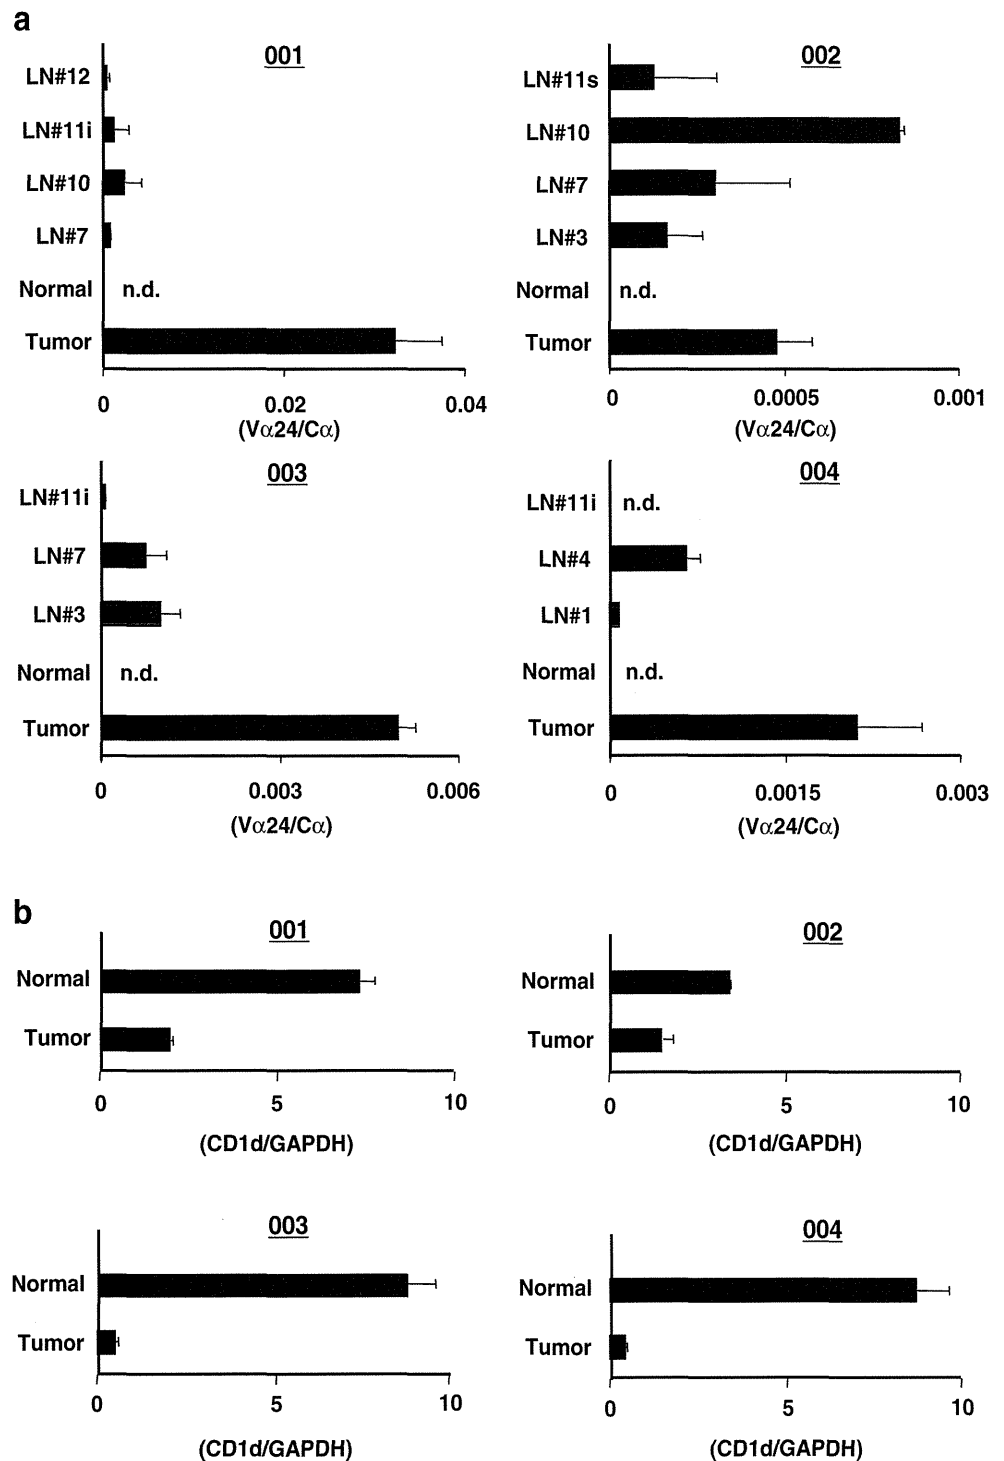 a
001
LN#12
LN#11i
LN#10
LN#7
Normal n.d.
Tumor
0 0.02 0.04
(Vα24/Cα)
002
LN#11s
LN#10
LN#7
LN#3
Normal n.d.
Tumor
0 0.0005 0.001
(Vα24/Cα)
003
LN#11i
LN#7
LN#3
Normal n.d.
Tumor
0 0.003 0.006
(Vα24/Cα)
004
LN#11i n.d.
LN#4
LN#1
Normal n.d.
Tumor
0 0.0015 0.003
(Vα24/Cα)
b
001
Normal
Tumor
0 5 10
(CD1d/GAPDH)
002
Normal
Tumor
0 5 10
(CD1d/GAPDH)
003
Normal
Tumor
0 5 10
(CD1d/GAPDH)
004
Normal
Tumor
0 5 10
(CD1d/GAPDH)